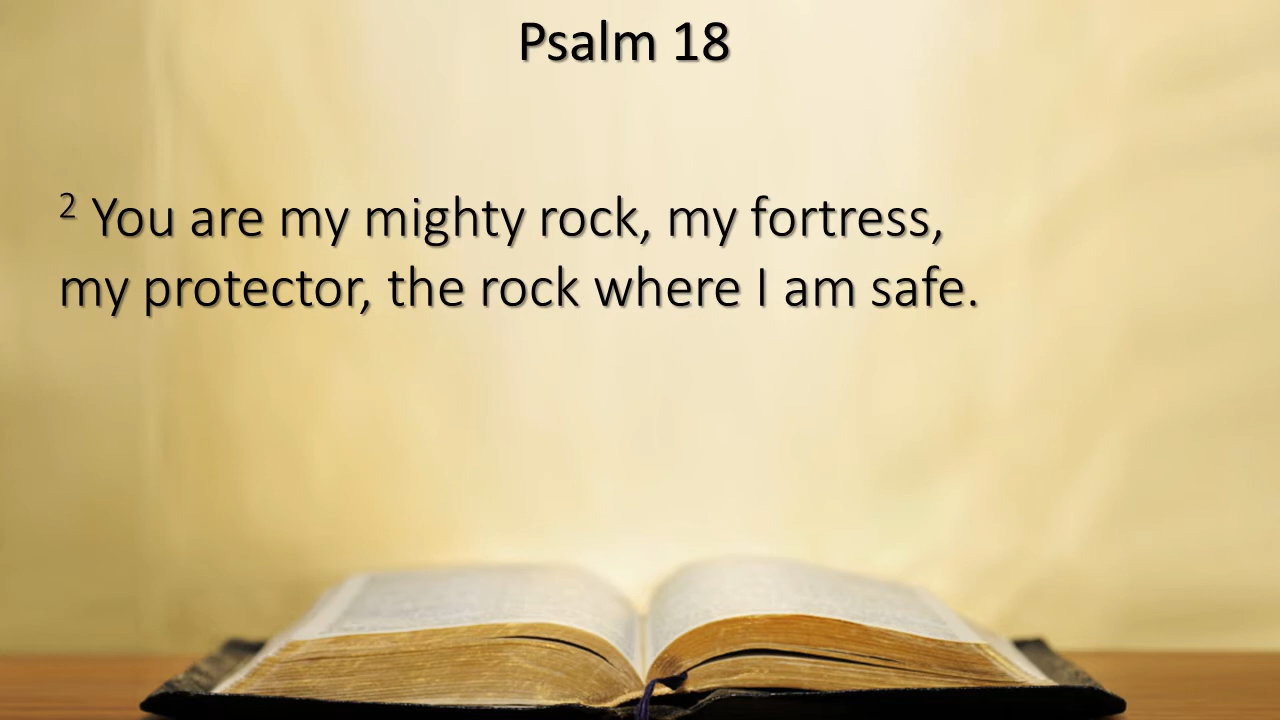 Psalm 18
2 You are my mighty rock, my fortress,
my protector, the rock where I am safe.